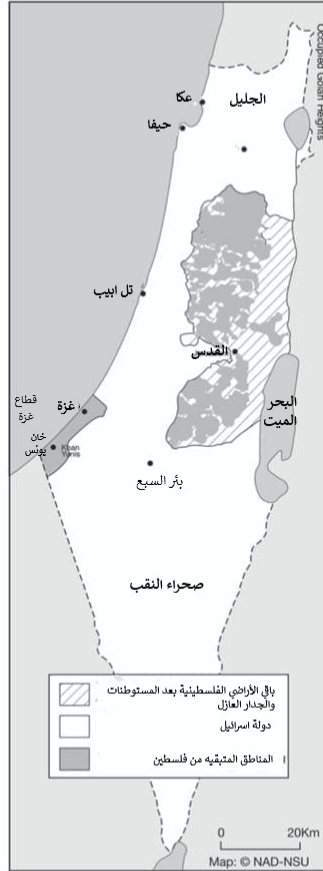 Occupied Golan Heights
الجليل
عكا
حيفا
تل ابيب
القدس
البحر
الميت
قطاع
غزة
غزة
خان
يونس
Khan
Yunis
بئر السبع
صحراء النقب
باقي الأراضي الفلسطينية بعد المستوطنات
والجدار العازل
دولة اسرائيل
المناطق المتبقيه من فلسطين
0 20Km
Map: © NAD-NSU